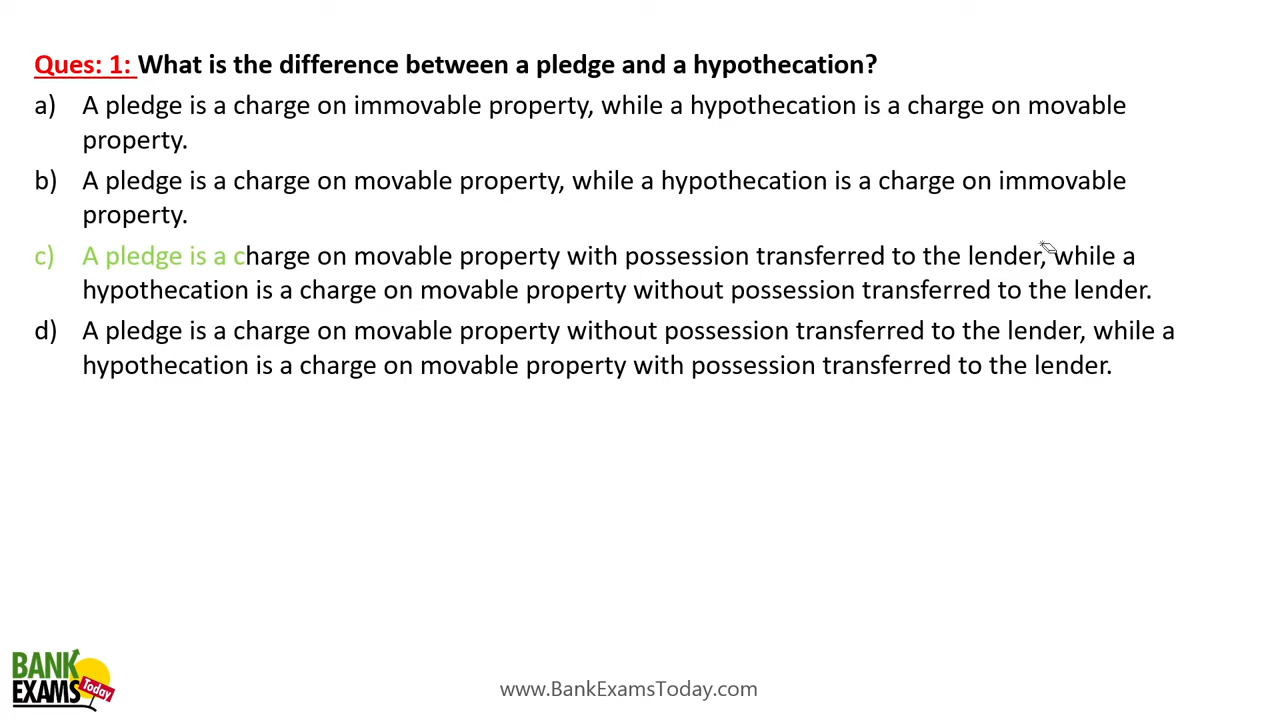 Ques: 1: What is the difference between a pledge and a hypothecation?
a) A pledge is a charge on immovable property, while a hypothecation is a charge on movable
property.
b) A pledge is a charge on movable property, while a hypothecation is a charge on immovable
property.
c) A pledge is a charge on movable property with possession transferred to the lender, while a
hypothecation is a charge on movable property without possession transferred to the lender.
d) A pledge is a charge on movable property without possession transferred to the lender, while a
hypothecation is a charge on movable property with possession transferred to the lender.
BANK
EXAMS
Today
www.BankExamsToday.com